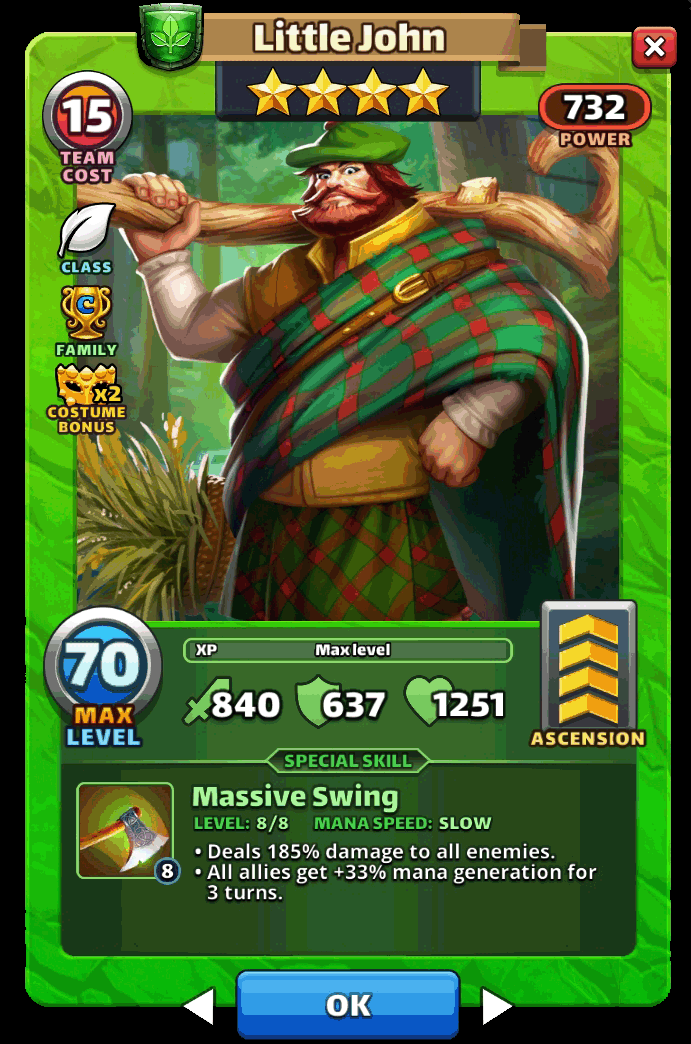 Little John
15
TEAM
COST
732
POWER
CLASS
C
FAMILY
x2
COSTUME
BONUS
70
MAX
LEVEL
XP Max level
840 637 1251
ASCENSION
SPECIAL SKILL
Massive Swing
LEVEL: 8/8 MANA SPEED: SLOW
8
• Deals 185% damage to all enemies.
• All allies get +33% mana generation for
3 turns.
OK